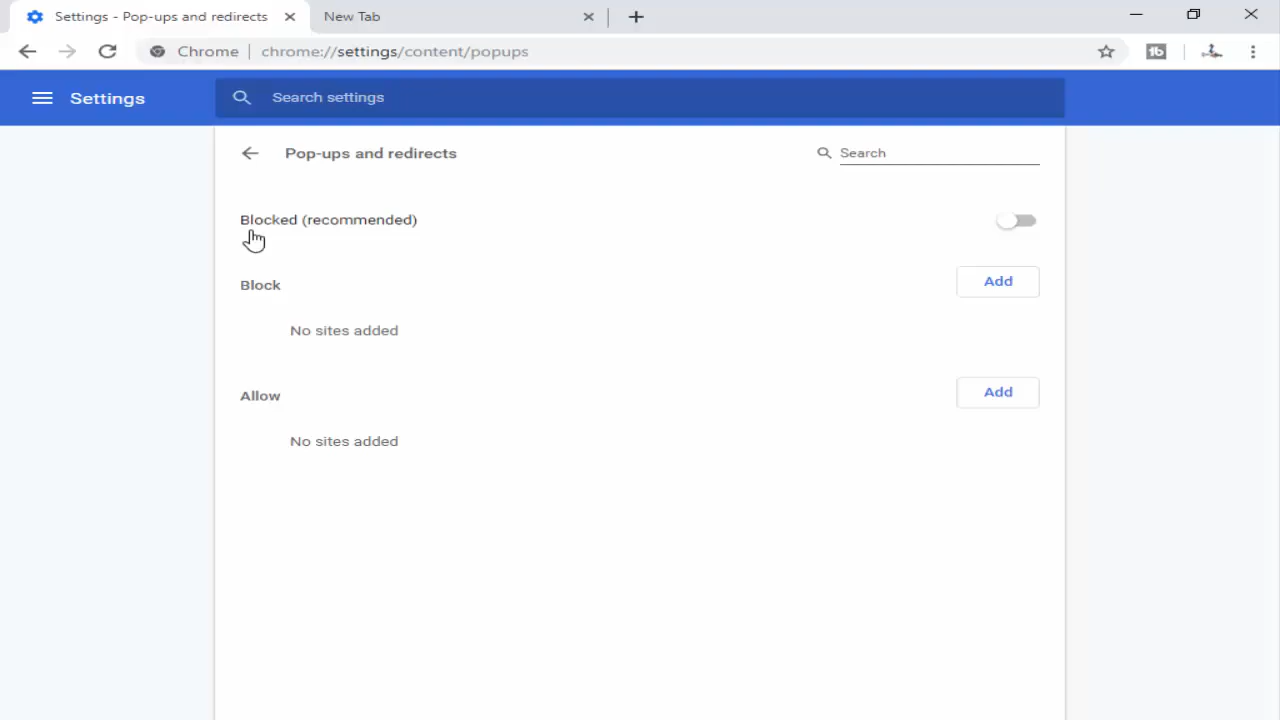 Settings - Pop-ups and redirects
New Tab
Chrome | chrome://settings/content/popups
Settings
Search settings
Pop-ups and redirects
Search
Blocked (recommended)
Block
Add
No sites added
Allow
Add
No sites added